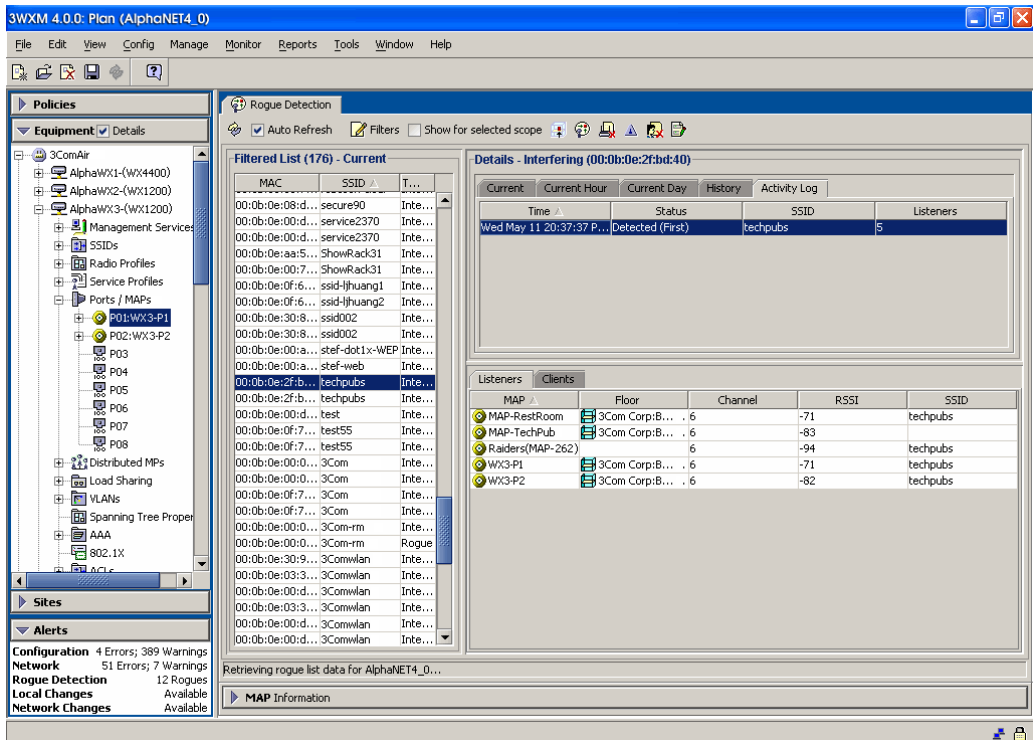 3WXM 4.0.0: Plan (AlphaNET4_0)
File Edit View Config Manage Monitor Reports Tools Window Help
Policies
Equipment Details
3ComAir
AlphaWX1-(WX4400)
AlphaWX2-(WX1200)
AlphaWX3-(WX1200)
Management Services
SSIDs
Radio Profiles
Service Profiles
Ports / MAPs
P01:WX3-P1
P02:WX3-P2
P03
P04
P05
P06
P07
P08
Distributed MPs
Load Sharing
VLANs
Spanning Tree Proper
AAA
802.1X
ACLs
Sites
Alerts
Configuration 4 Errors; 389 Warnings
Network 51 Errors; 7 Warnings
Rogue Detection 12 Rogues
Local Changes Available
Network Changes Available
Rogue Detection
Auto Refresh Filters Show for selected scope
Filtered List (176) - Current
MAC SSID T...
00:0b:0e:08:d... secure90 Inte...
00:0b:0e:00:d... service2370 Inte...
00:0b:0e:00:d... service2370 Inte...
00:0b:0e:aa:5... ShowRack31 Inte...
00:0b:0e:00:7... ShowRack31 Inte...
00:0b:0e:0f:6... ssid-ljhuang1 Inte...
00:0b:0e:0f:6... ssid-ljhuang2 Inte...
00:0b:0e:30:8... ssid002 Inte...
00:0b:0e:30:8... ssid002 Inte...
00:0b:0e:00:a... stef-dot1x-WEP Inte...
00:0b:0e:00:a... stef-web Inte...
00:0b:0e:2f:b... techpubs Inte...
00:0b:0e:2f:b... techpubs Inte...
00:0b:0e:00:d... test Inte...
00:0b:0e:0f:7... test55 Inte...
00:0b:0e:0f:7... test55 Inte...
00:0b:0e:00:0... 3Com Inte...
00:0b:0e:00:0... 3Com Inte...
00:0b:0e:0f:7... 3Com Inte...
00:0b:0e:0f:7... 3Com Inte...
00:0b:0e:00:0... 3Com-rm Inte...
00:0b:0e:00:0... 3Com-rm Rogue
00:0b:0e:30:9... 3Comwlan Inte...
00:0b:0e:03:3... 3Comwlan Inte...
00:0b:0e:00:d... 3Comwlan Inte...
00:0b:0e:03:3... 3Comwlan Inte...
00:0b:0e:00:d... 3Comwlan Inte...
00:0b:0e:00:d... 3Comwlan Inte...
Details - Interfering (00:0b:0e:2f:bd:40)
Current Current Hour Current Day History Activity Log
Time Status SSID Listeners
Wed May 11 20:37:37 P... Detected (First) techpubs 5
Listeners Clients
MAP Floor Channel RSSI SSID
MAP-RestRoom 3Com Corp:B... . 6 -71 techpubs
MAP-TechPub 3Com Corp:B... . 6 -83
Raiders(MAP-262) 6 -94 techpubs
WX3-P1 3Com Corp:B... . 6 -71 techpubs
WX3-P2 3Com Corp:B... . 6 -82 techpubs
Retrieving rogue list data for AlphaNET4_0...
MAP Information